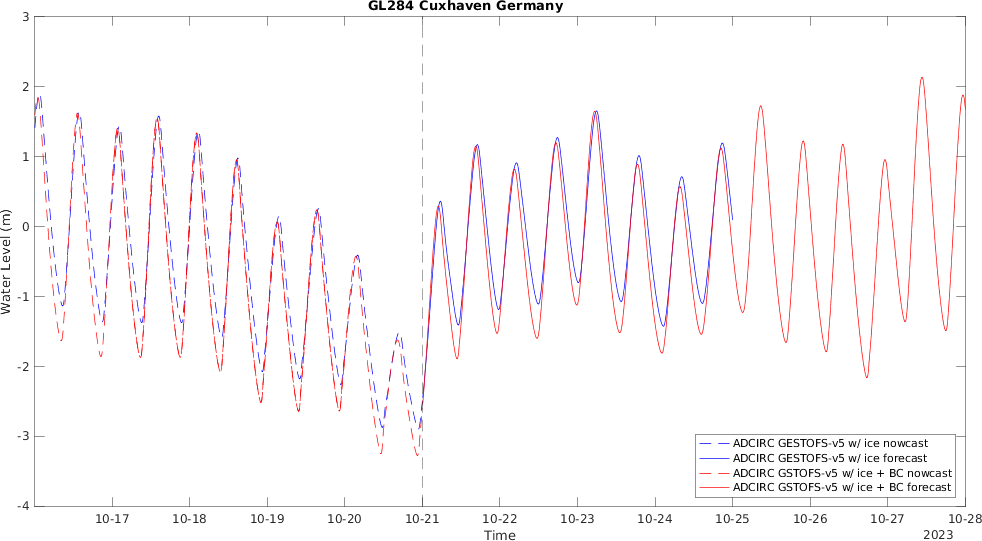 GL284 Cuxhaven Germany
3
2
1
0
-1
-2
-3
-4
Water Level (m)
ADCIRC GESTOFS-v5 w/ ice nowcast
ADCIRC GESTOFS-v5 w/ ice forecast
ADCIRC GSTOFS-v5 w/ ice + BC nowcast
ADCIRC GSTOFS-v5 w/ ice + BC forecast
10-17 10-18 10-19 10-20 10-21 10-22 10-23 10-24 10-25 10-26 10-27 10-28
Time
2023